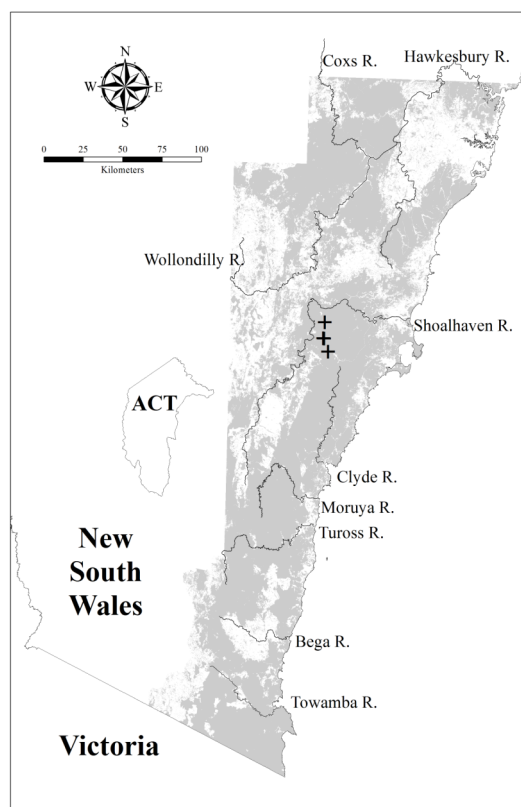 Coxs R.
Hawkesbury R.
N
W
E
S
0 25 50 75 100
Kilometers
Wollondilly R.
Shoalhaven R.
ACT
Clyde R.
Moruya R.
Tuross R.
New
South
Wales
Bega R.
Towamba R.
Victoria